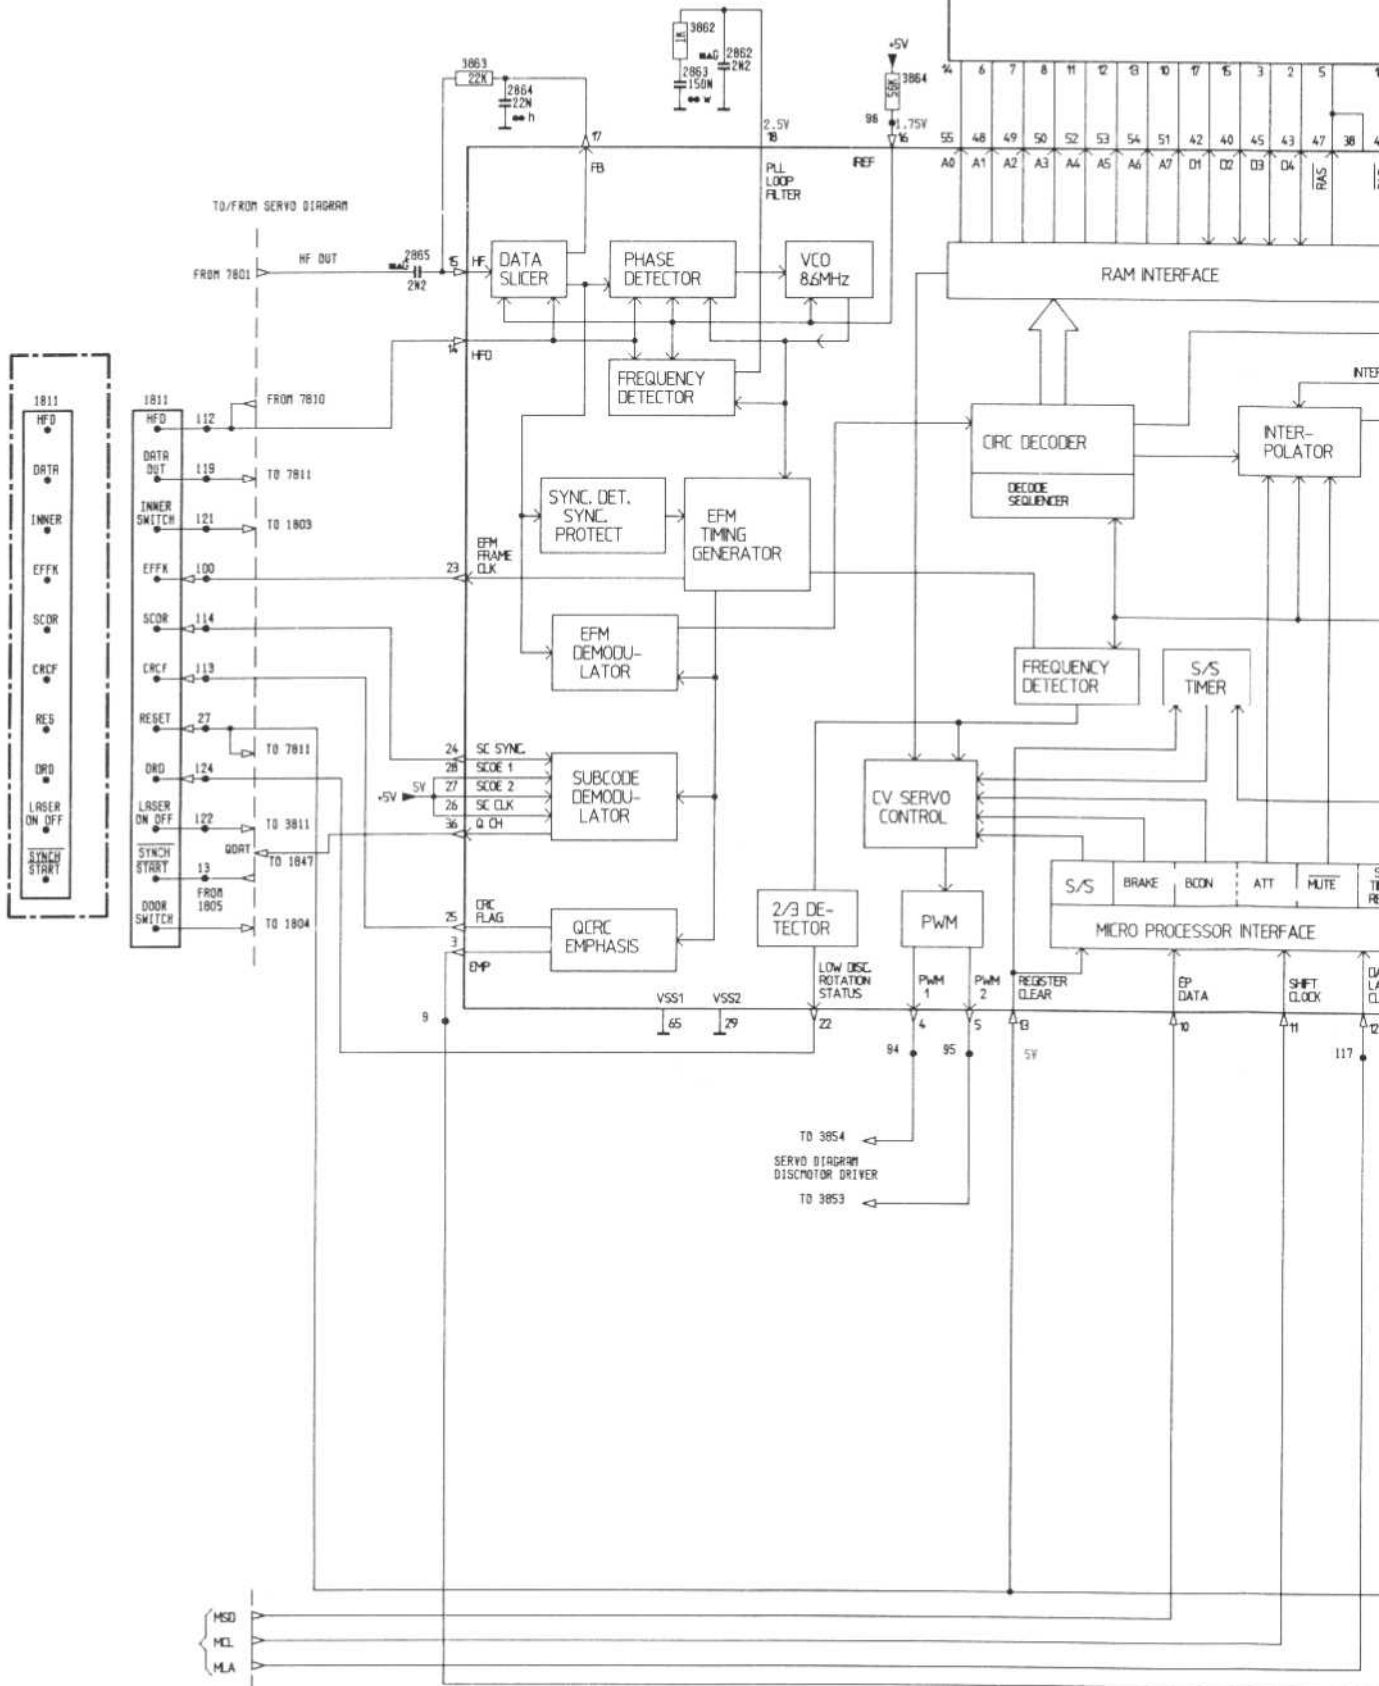 3862
1K
2862
2N2
2863
150N
w
3863
22K
2864
22N
h
+5V
3864
56K
14 6 7 8 11 12 13 10 17 15 3 2 5
17
2.5V
18
98
1.75V
16
55 48 49 50 52 53 54 51 42 40 45 43 47 38
FB
PLL
LOOP
FILTER
IREF
A0 A1 A2 A3 A4 A5 A6 A7 D1 D2 D3 D4 RAS
TO/FROM SERVO DIAGRAM
FROM 7801
HF OUT
2865
2N2
15
HF
DATA
SLICER
PHASE
DETECTOR
VCO
8.6MHz
RAM INTERFACE
14
HFD
FREQUENCY
DETECTOR
CIRC DECODER
DECODE
SEQUENCER
INTER-
POLATOR
1811
HFD
DATA
INNER
EFFK
SCOR
CRCF
RES
DRD
LASER
ON OFF
SYNCH
START
1811
HFD 112
FROM 7810
DATA
OUT 119
TO 7811
INNER
SWITCH 121
TO 1803
EFFK 100
SCOR 114
CRCF 113
RESET 27
TO 7811
DRD 124
LASER
ON OFF 122
TO 3811
QDAT
TO 1847
SYNCH
START 13
FROM
1805
DOOR
SWITCH
TO 1804
SYNC. DET.
SYNC.
PROTECT
EFM
TIMING
GENERATOR
EFM
FRAME
CLK
23
EFM
DEMODU-
LATOR
FREQUENCY
DETECTOR
S/S
TIMER
24 SC SYNC.
28 SCOE 1
27 SCOE 2
26 SC CLK
36 Q CH
+5V
5V
SUBCODE
DEMODU-
LATOR
CV SERVO
CONTROL
S/S BRAKE BCON ATT MUTE
MICRO PROCESSOR INTERFACE
2/3 DE-
TECTOR
PWM
CRC
FLAG
25
3
EMP
QCRC
EMPHASIS
VSS1
65
VSS2
29
LOW DISC.
ROTATION
STATUS
22
PWM
1
4
PWM
2
5
REGISTER
CLEAR
13
5V
EP
DATA
10
SHIFT
CLOCK
11
12
9
94
95
117
TO 3854
SERVO DIAGRAM
DISCMOTOR DRIVER
TO 3853
MSD
MCL
MLA